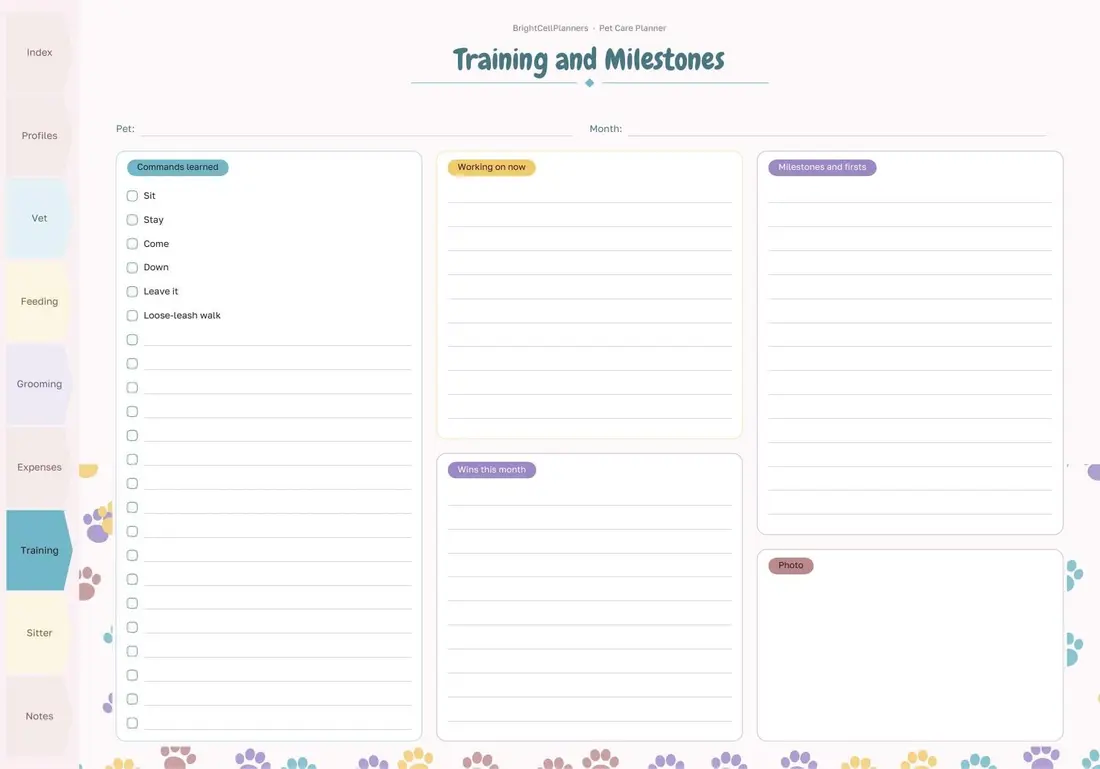 BrightCellPlanners · Pet Care Planner
Training and Milestones
Index
Profiles
Vet
Feeding
Grooming
Expenses
Training
Sitter
Notes
Pet:
Month:
Commands learned
Sit
Stay
Come
Down
Leave it
Loose-leash walk
Working on now
Wins this month
Milestones and firsts
Photo